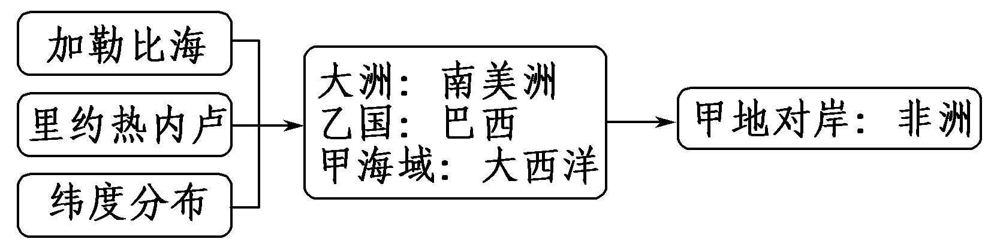 加勒比海
里约热内卢
纬度分布
大洲：南美洲
乙国：巴西
甲海域：大西洋
甲地对岸：非洲